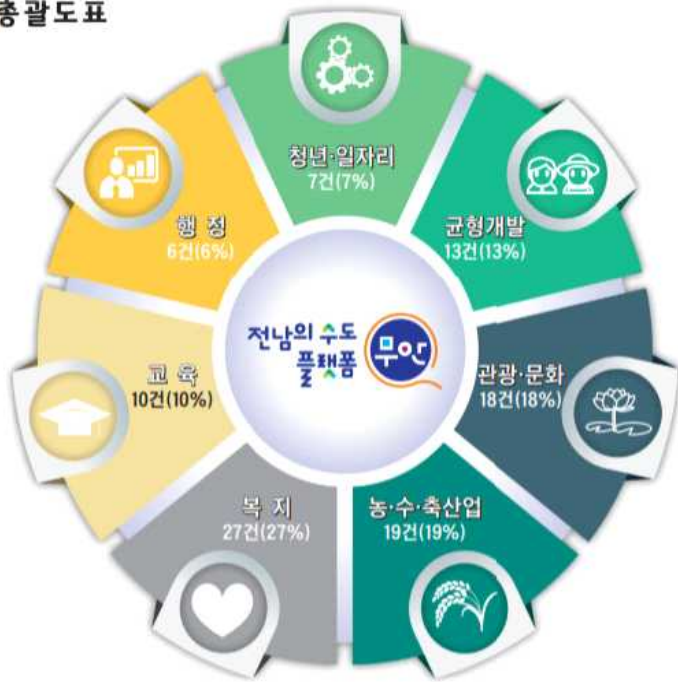 총괄도표
청년·일자리
7건(7%)
균형개발
13건(13%)
관광·문화
18건(18%)
농·수·축산업
19건(19%)
복 지
27건(27%)
교 육
10건(10%)
행 정
6건(6%)
전남의 수도
플랫폼
무안